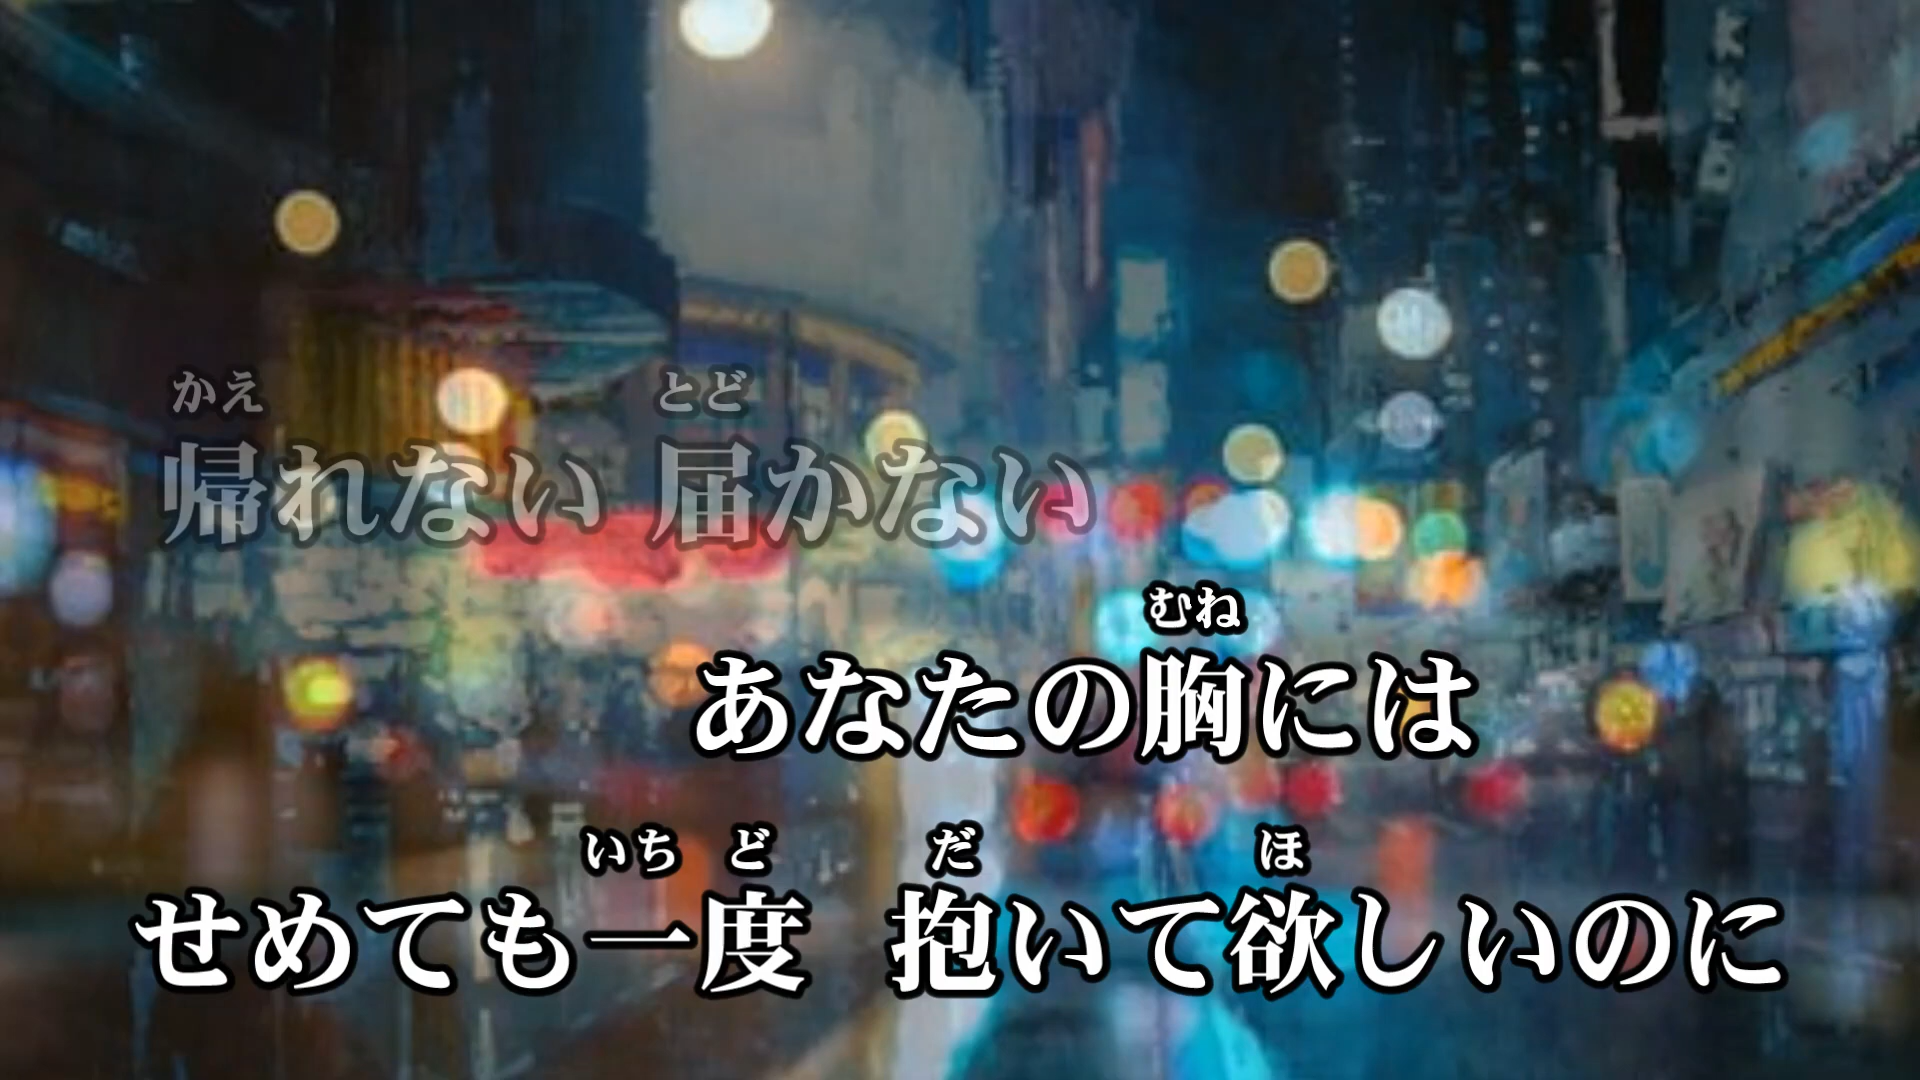 かえ とど
帰れない 届かない
むね
あなたの胸には
いち ど だ ほ
せめても一度 抱いて欲しいのに